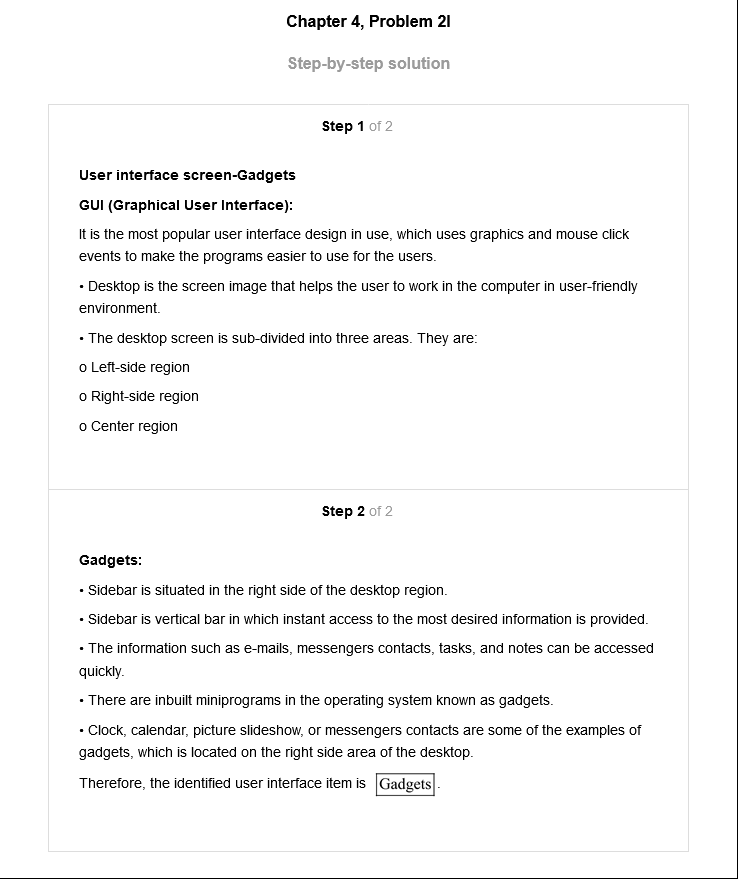 Chapter 4, Problem 2I
Step-by-step solution
Step 1 of 2
User interface screen-Gadgets
GUI (Graphical User Interface):
It is the most popular user interface design in use, which uses graphics and mouse click
events to make the programs easier to use for the users.
• Desktop is the screen image that helps the user to work in the computer in user-friendly
environment.
• The desktop screen is sub-divided into three areas. They are:
o Left-side region
o Right-side region
o Center region
Step 2 of 2
Gadgets:
• Sidebar is situated in the right side of the desktop region.
• Sidebar is vertical bar in which instant access to the most desired information is provided.
• The information such as e-mails, messengers contacts, tasks, and notes can be accessed
quickly.
• There are inbuilt miniprograms in the operating system known as gadgets.
• Clock, calendar, picture slideshow, or messengers contacts are some of the examples of
gadgets, which is located on the right side area of the desktop.
Therefore, the identified user interface item is Gadgets.